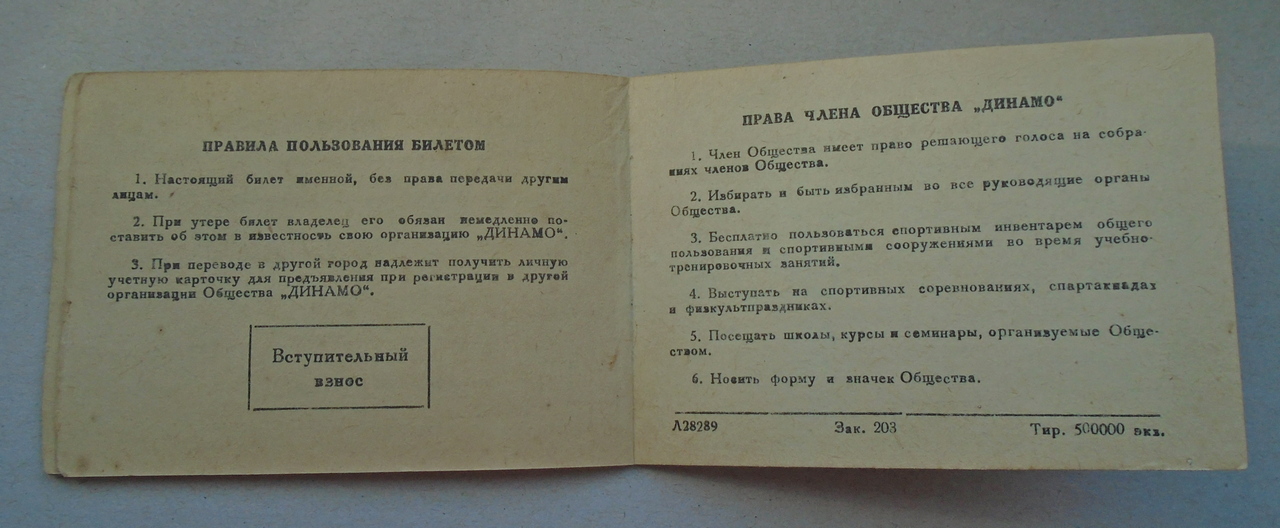 ПРАВИЛА ПОЛЬЗОВАНИЯ БИЛЕТОМ
1. Настоящий билет именной, без права передачи другим
лицам.
2. При утере билет владелец его обязан немедленно по-
ставить об этом в известность свою организацию „ДИНАМО“.
3. При переводе в другой город надлежит получить личную
учетную карточку для предъявления при регистрации в другой
организации Общества „ДИНАМО“.
Вступительный
взнос
ПРАВА ЧЛЕНА ОБЩЕСТВА „ДИНАМО“
1. Член Общества имеет право решающего голоса на собра-
ниях членов Общества.
2. Избирать и быть избранным во все руководящие органы
Общества.
3. Бесплатно пользоваться спортивным инвентарем общего
пользования и спортивными сооружениями во время учебно-
тренировочных занятий.
4. Выступать на спортивных соревнованиях, спартакиадах
и физкультпраздниках.
5. Посещать школы, курсы и семинары, организуемые Обще-
ством.
6. Носить форму и значек Общества.
Л28289 Зак. 203 Тир. 500000 экз.